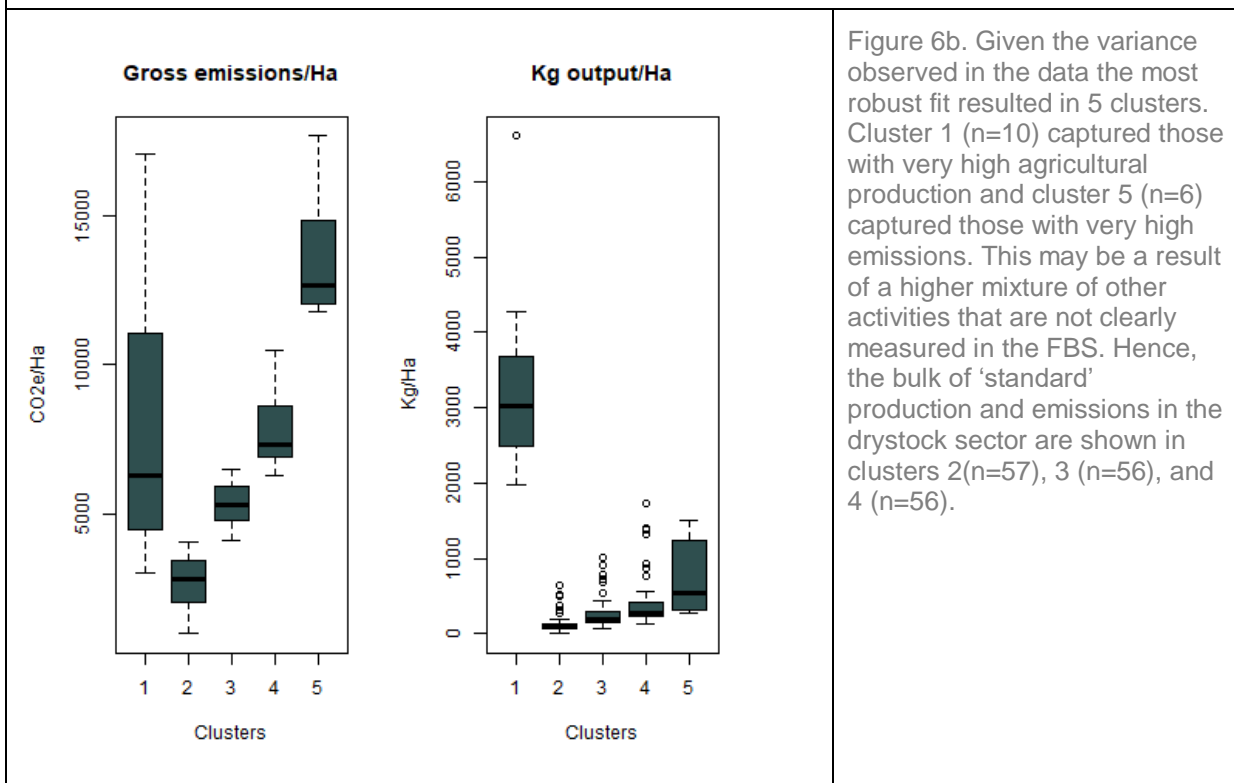 Gross emissions/Ha
CO2e/Ha
15000
10000
5000
1 2 3 4 5
Clusters
Kg output/Ha
Kg/Ha
6000
5000
4000
3000
2000
1000
0
1 2 3 4 5
Clusters
Figure 6b. Given the variance
observed in the data the most
robust fit resulted in 5 clusters.
Cluster 1 (n=10) captured those
with very high agricultural
production and cluster 5 (n=6)
captured those with very high
emissions. This may be a result
of a higher mixture of other
activities that are not clearly
measured in the FBS. Hence,
the bulk of ‘standard’
production and emissions in the
drystock sector are shown in
clusters 2(n=57), 3 (n=56), and
4 (n=56).